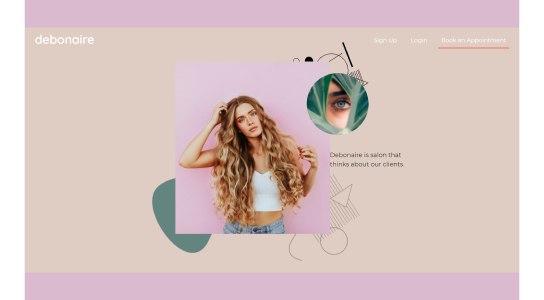 debonaire
Sign Up
Login
Book an Appointment
Debonaire is salon that
thinks about our clients